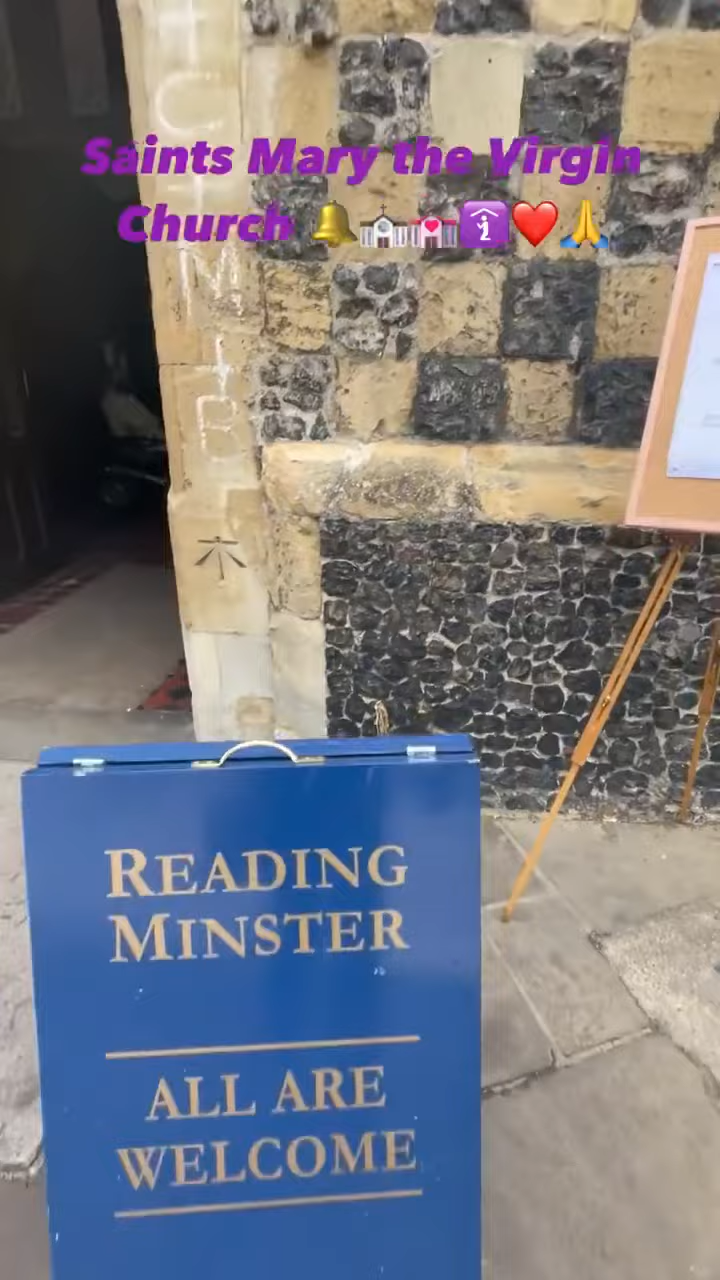 Saints Mary the Virgin
Church 🔔⛪💒🛐❤️🙏
C
M
+
B
READING
MINSTER
ALL ARE
WELCOME